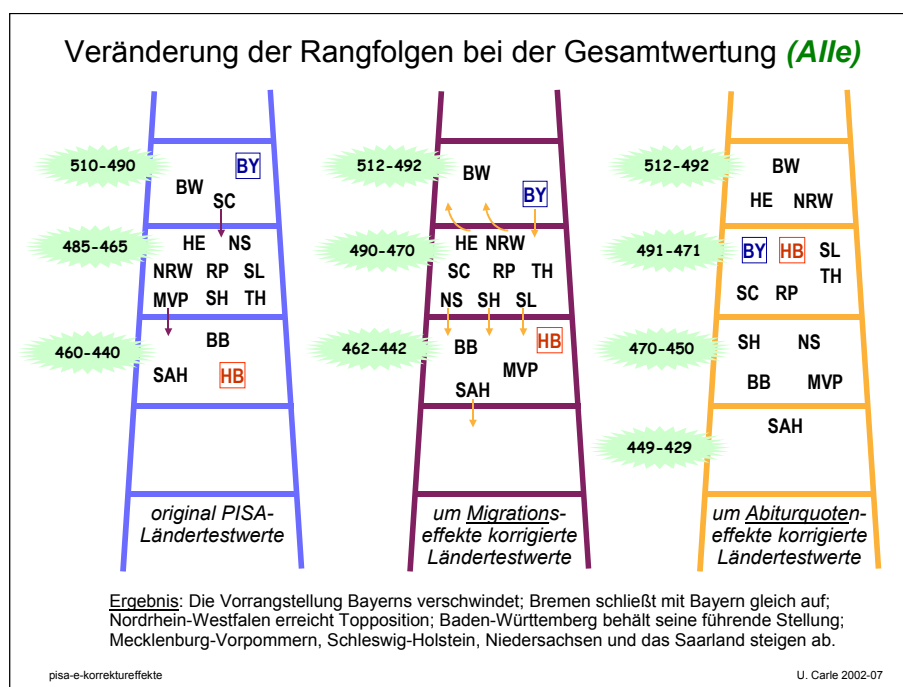 Veränderung der Rangfolgen bei der Gesamtwertung (Alle)
510-490
BY
BW
SC
485-465
HE NS
NRW RP SL
MVP SH TH
460-440
BB
SAH HB
original PISA-
Ländertestwerte
512-492
BW
BY
490-470
HE NRW
SC RP TH
NS SH SL
462-442
BB HB
MVP
SAH
um Migrations-
effekte korrigierte
Ländertestwerte
512-492
BW
HE NRW
491-471
BY HB SL
TH
SC RP
470-450
SH NS
BB MVP
449-429
SAH
um Abiturquoten-
effekte korrigierte
Ländertestwerte
Ergebnis: Die Vorrangstellung Bayerns verschwindet; Bremen schließt mit Bayern gleich auf;
Nordrhein-Westfalen erreicht Topposition; Baden-Württemberg behält seine führende Stellung;
Mecklenburg-Vorpommern, Schleswig-Holstein, Niedersachsen und das Saarland steigen ab.
pisa-e-korrektureffekte
U. Carle 2002-07